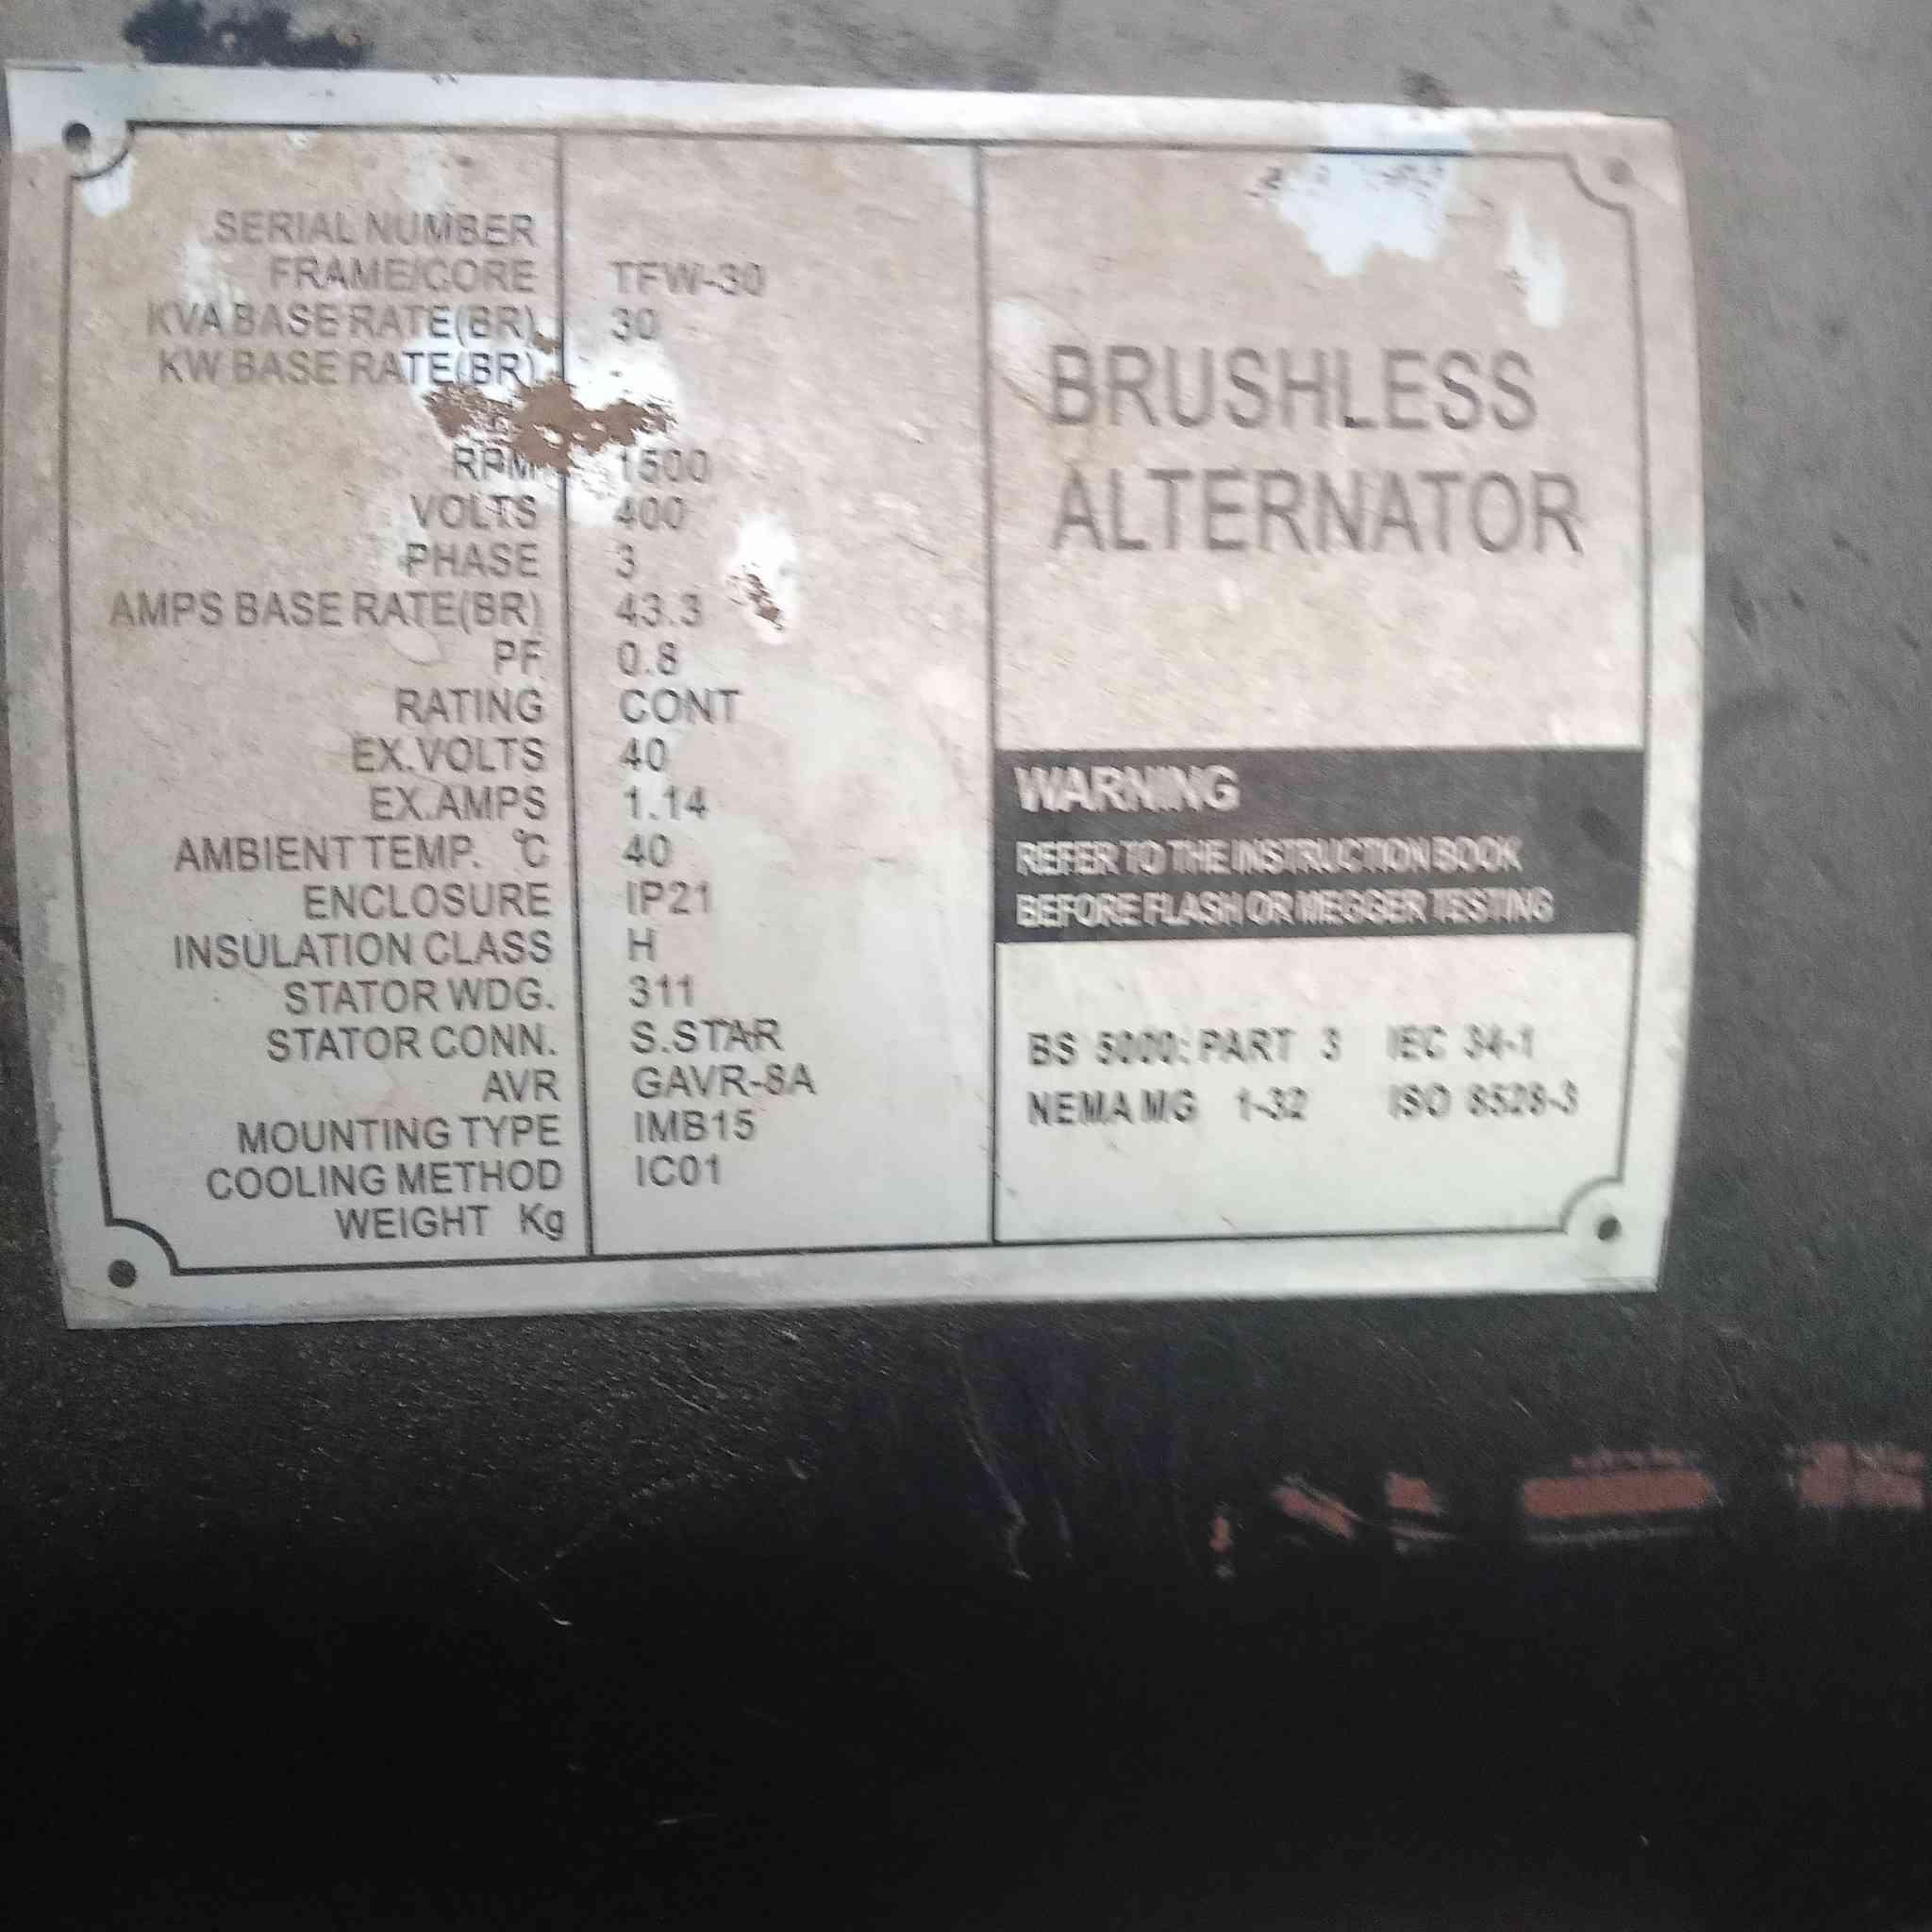 SERIAL NUMBER
FRAME/CORE TFW-30
KVA BASE RATE(BR) 30
KW BASE RATE(BR)
RPM 1500
VOLTS 400
PHASE 3
AMPS BASE RATE(BR) 43.3
PF 0.8
RATING CONT
EX.VOLTS 40
EX.AMPS 1.14
AMBIENT TEMP. ℃ 40
ENCLOSURE IP21
INSULATION CLASS H
STATOR WDG. 311
STATOR CONN. S.STAR
AVR GAVR-8A
MOUNTING TYPE IMB15
COOLING METHOD IC01
WEIGHT Kg
BRUSHLESS
ALTERNATOR
WARNING
REFER TO THE INSTRUCTION BOOK
BEFORE FLASH OR MEGGER TESTING
BS 5000: PART 3 IEC 34-1
NEMA MG 1-32 ISO 8528-3